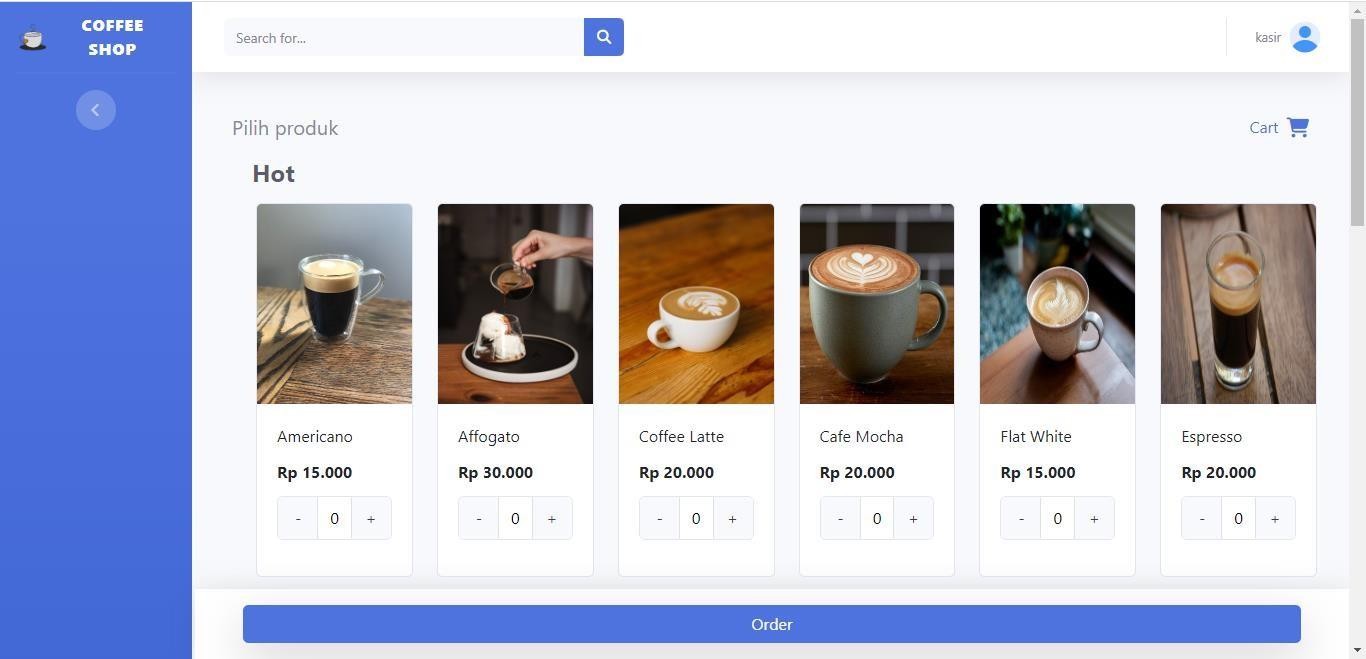 COFFEE
SHOP
Search for...
kasir
Pilih produk
Cart
Hot
Americano
Rp 15.000
- 0 +
Affogato
Rp 30.000
- 0 +
Coffee Latte
Rp 20.000
- 0 +
Cafe Mocha
Rp 20.000
- 0 +
Flat White
Rp 15.000
- 0 +
Espresso
Rp 20.000
- 0 +
Order